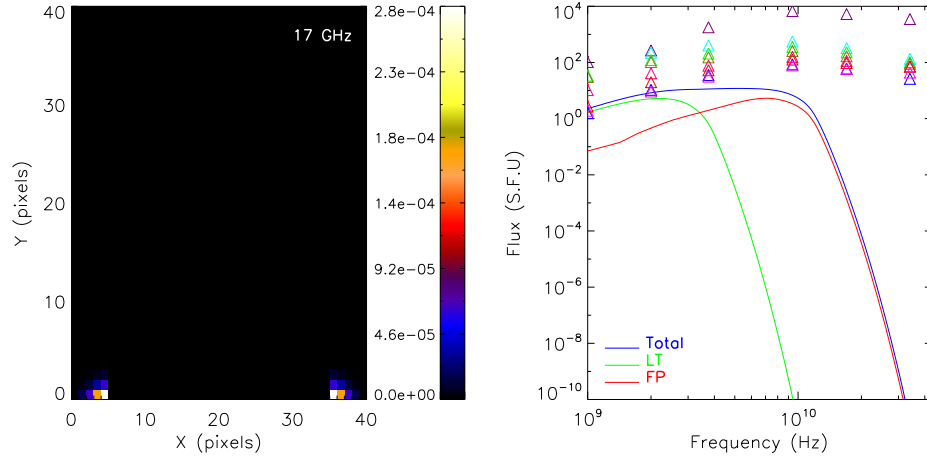 17 GHz
40
30
20
10
0
Y (pixels)
0 10 20 30 40
X (pixels)
2.8e-04
2.3e-04
1.8e-04
1.4e-04
9.2e-05
4.6e-05
0.0e+00
10^4
10^2
10^0
10^-2
10^-4
10^-6
10^-8
10^-10
Flux (S.F.U)
Total
LT
FP
10^9 10^10
Frequency (Hz)